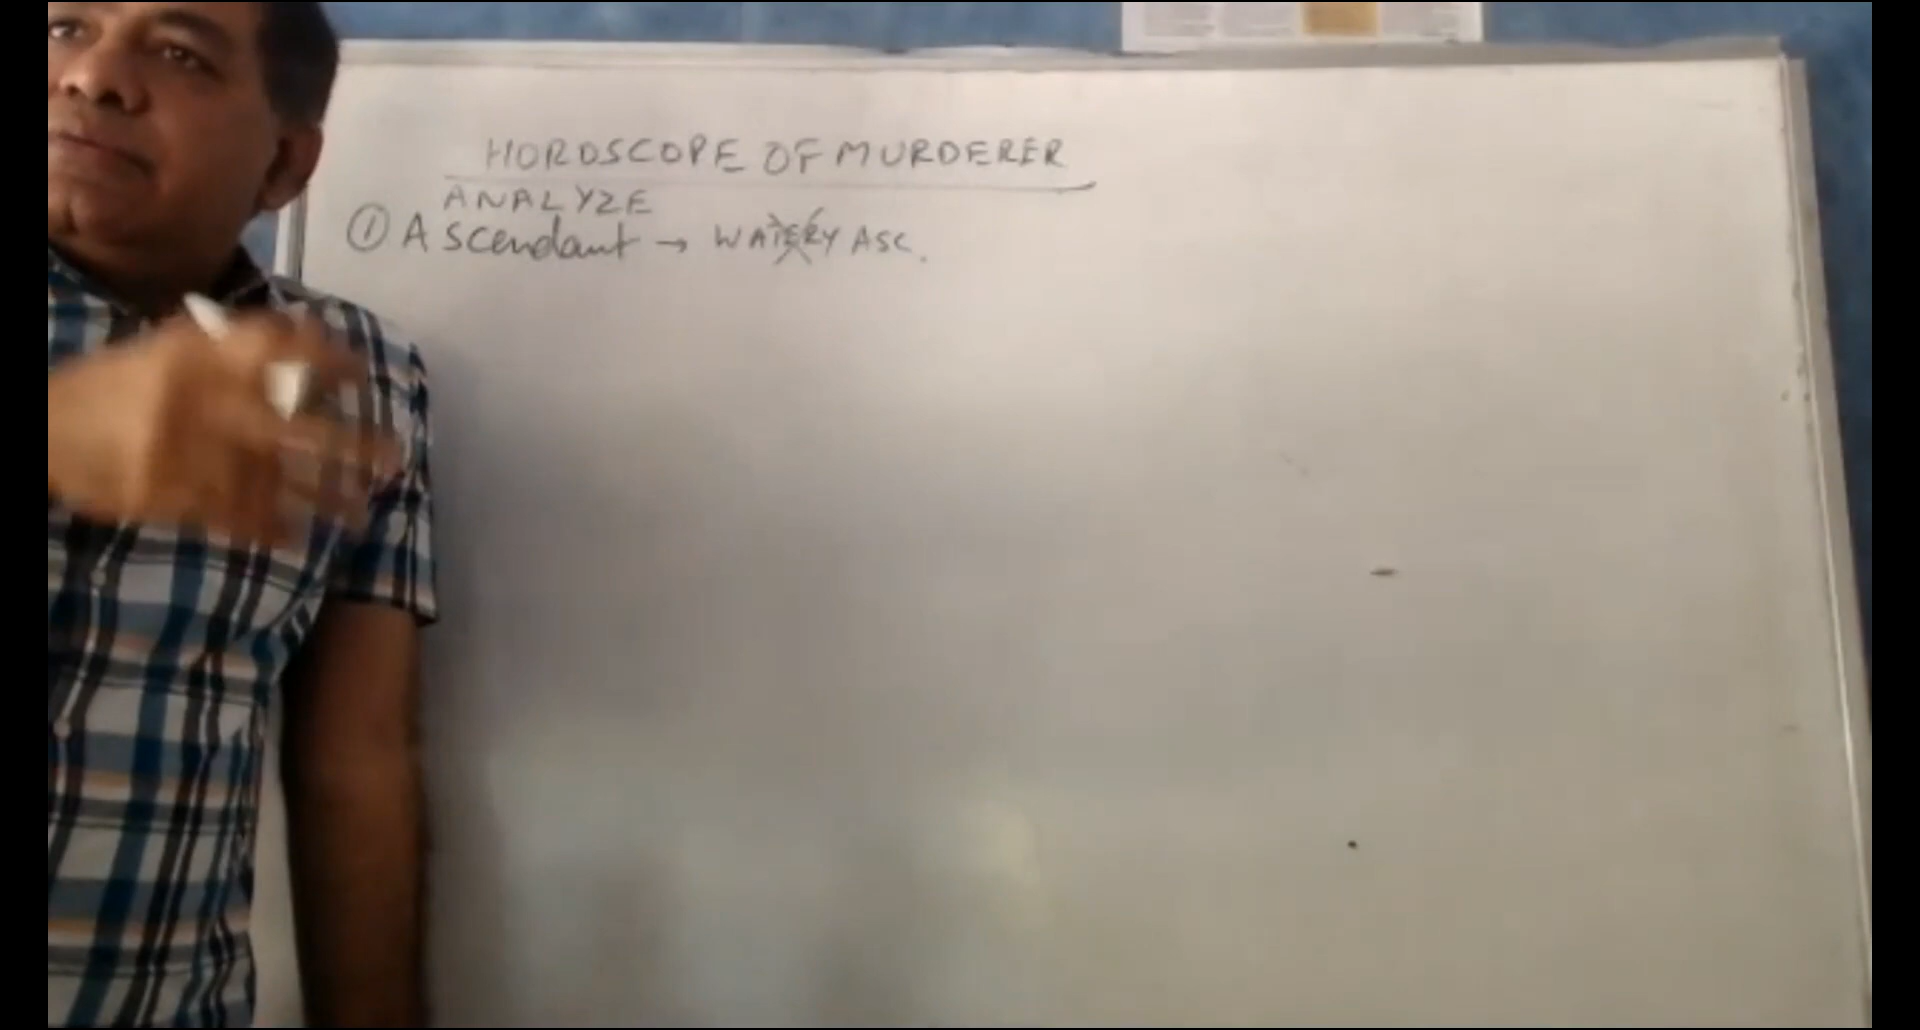 HOROSCOPE OF MURDERER
ANALYZE
① Ascendant → WATERY ASC.